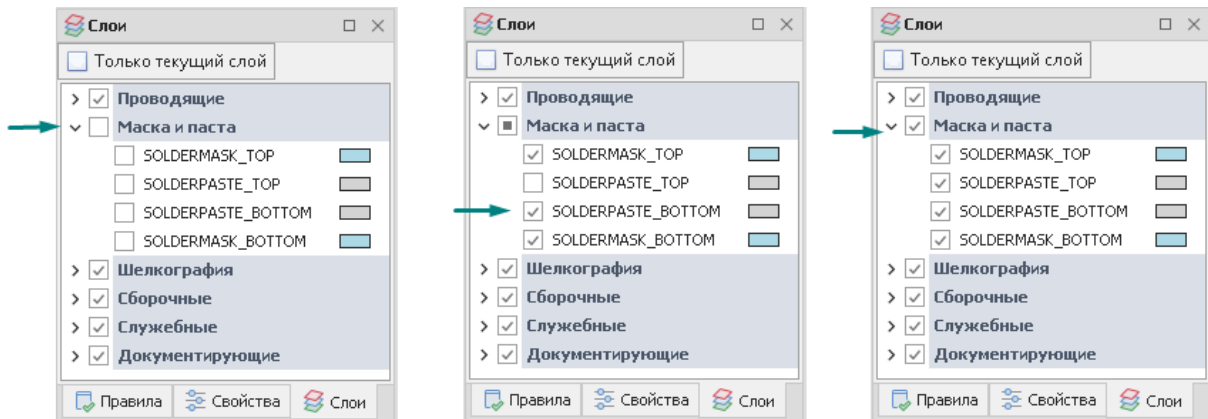 Слои
Только текущий слой
Проводящие
Маска и паста
SOLDERMASK_TOP
SOLDERPASTE_TOP
SOLDERPASTE_BOTTOM
SOLDERMASK_BOTTOM
Шелкография
Сборочные
Служебные
Документирующие
Правила Свойства Слои
Слои
Только текущий слой
Проводящие
Маска и паста
SOLDERMASK_TOP
SOLDERPASTE_TOP
SOLDERPASTE_BOTTOM
SOLDERMASK_BOTTOM
Шелкография
Сборочные
Служебные
Документирующие
Правила Свойства Слои
Слои
Только текущий слой
Проводящие
Маска и паста
SOLDERMASK_TOP
SOLDERPASTE_TOP
SOLDERPASTE_BOTTOM
SOLDERMASK_BOTTOM
Шелкография
Сборочные
Служебные
Документирующие
Правила Свойства Слои